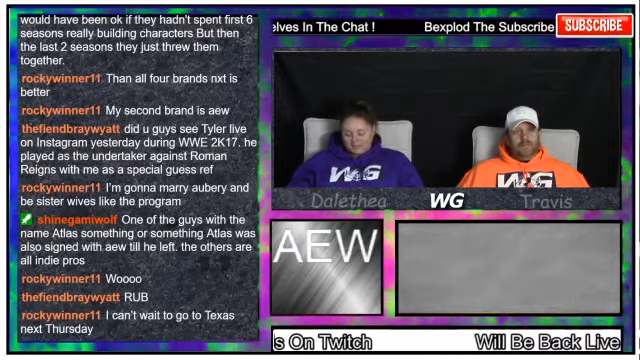 would have been ok if they hadn't spent first 6
seasons really building characters But then
the last 2 seasons they just threw them
together.
rockywinner11 Than all four brands nxt is
better
rockywinner11 My second brand is aew
thefiendbraywyatt did u guys see Tyler live
on Instagram yesterday during WWE 2K17. he
played as the undertaker against Roman
Reigns with me as a special guest ref
rockywinner11 I'm gonna marry aubery and
be sister wives like the program
shinegamiwolf One of the guys with the
name Atlas something or something Atlas was
also signed with aew till he left. the others are
all indie pros
rockywinner11 Woooo
thefiendbraywyatt RUB
rockywinner11 I can't wait to go to Texas
next Thursday
elves In The Chat ! Bexplod The Subscribe
SUBSCRIBE
WG
WG
Dalethea WG Travis
AEW
s On Twitch Will Be Back Live